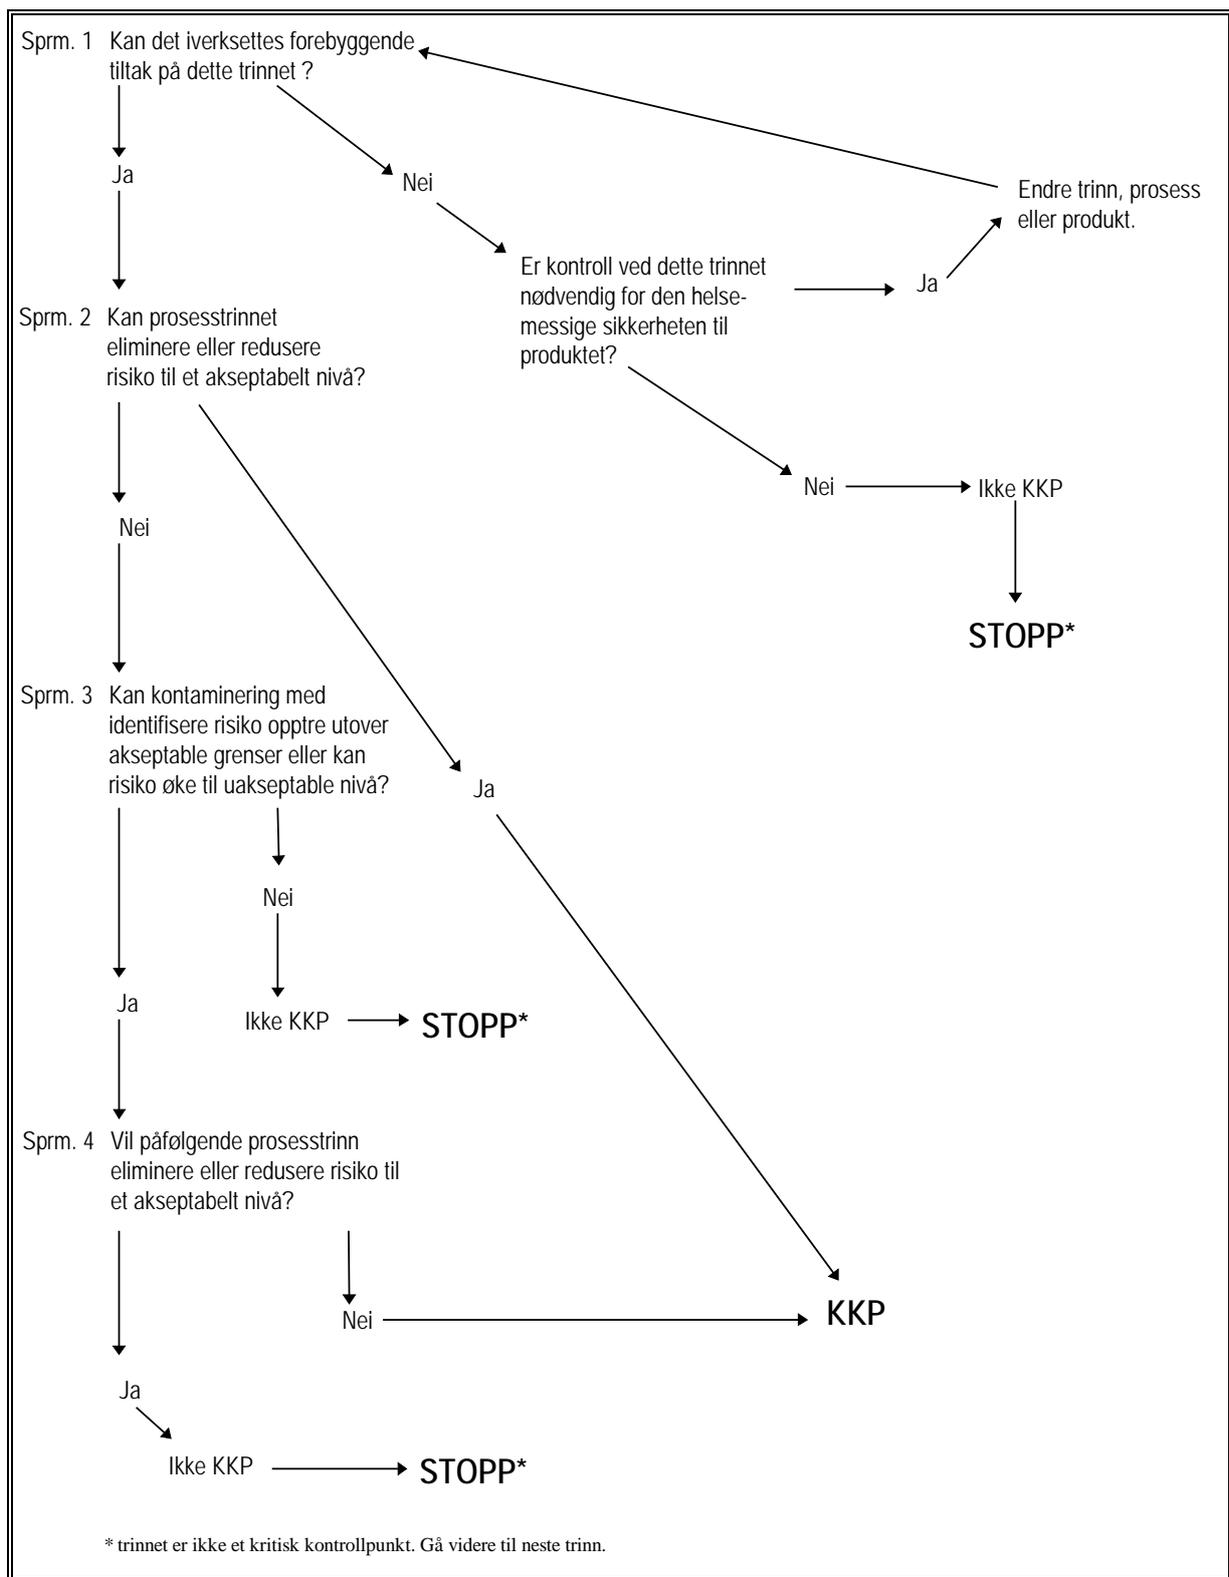 Sprm. 1 Kan det iverksettes forebyggende
tiltak på dette trinnet ?
Ja
Nei
Endre trinn, prosess
eller produkt.
Er kontroll ved dette trinnet
nødvendig for den helse-
messige sikkerheten til
produktet?
Ja
Sprm. 2 Kan prosesstrinnet
eliminere eller redusere
risiko til et akseptabelt nivå?
Nei
Ikke KKP
STOPP*
Nei
Sprm. 3 Kan kontaminering med
identifisere risiko opptre utover
akseptable grenser eller kan
risiko øke til uakseptable nivå?
Ja
Nei
Ja
Ikke KKP
STOPP*
Sprm. 4 Vil påfølgende prosesstrinn
eliminere eller redusere risiko til
et akseptabelt nivå?
Nei
KKP
Ja
Ikke KKP
STOPP*
* trinnet er ikke et kritisk kontrollpunkt. Gå videre til neste trinn.